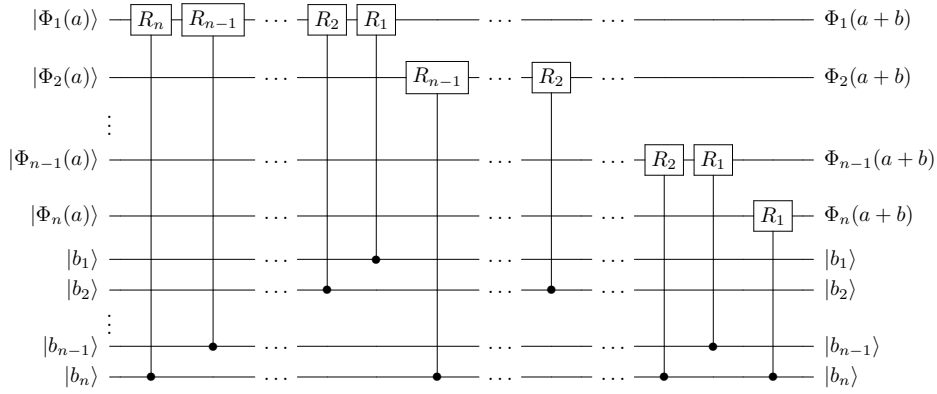 |Φ₁(a)⟩ Rₙ Rₙ₋₁ ... R₂ R₁ ... ... Φ₁(a+b)
|Φ₂(a)⟩ ... Rₙ₋₁ ... R₂ ... Φ₂(a+b)
⋮
|Φₙ₋₁(a)⟩ ... ... ... R₂ R₁ Φₙ₋₁(a+b)
|Φₙ(a)⟩ ... ... ... R₁ Φₙ(a+b)
|b₁⟩ ... ... ... |b₁⟩
|b₂⟩ ... ... ... |b₂⟩
⋮
|bₙ₋₁⟩ ... ... ... |bₙ₋₁⟩
|bₙ⟩ ... ... ... |bₙ⟩